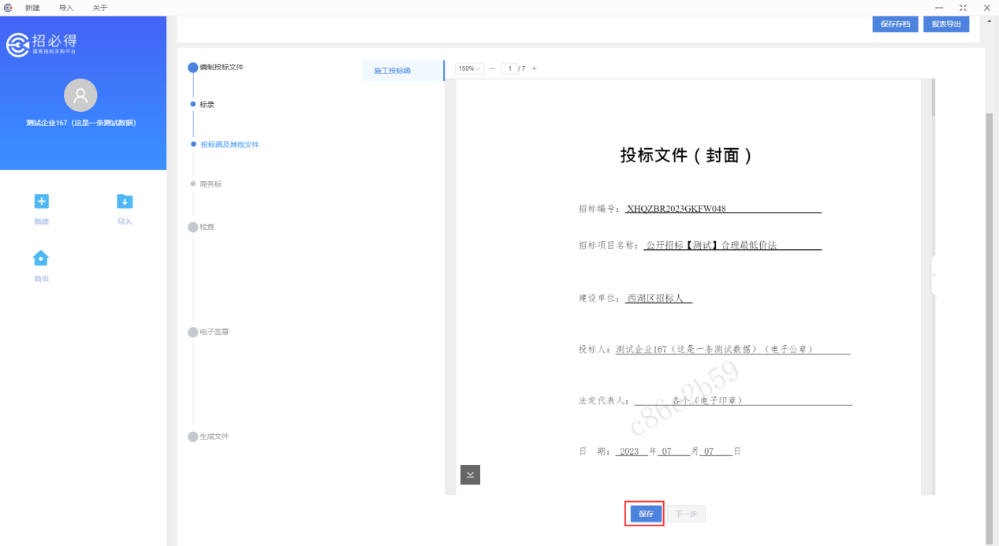 新建 导入 关于
保存存档 报表导出
招必得
建易招标采购平台
测试企业167（这是一条测试数据）
新建 导入
首页
编制投标文件
标录
投标函及其他文件
商务标
检查
电子签章
生成文件
施工投标函
150% － 1 / 7 ＋
投标文件（封面）
招标编号： XHQZBR2023GKFW048
招标项目名称： 公开招标【测试】合理最低价法
建设单位： 西湖区招标人
投标人： 测试企业167（这是一条测试数据）（电子公章）
法定代表人： 各个（电子印章）
日 期： 2023 年 07 月 07 日
c86e2b59
保存 下一步